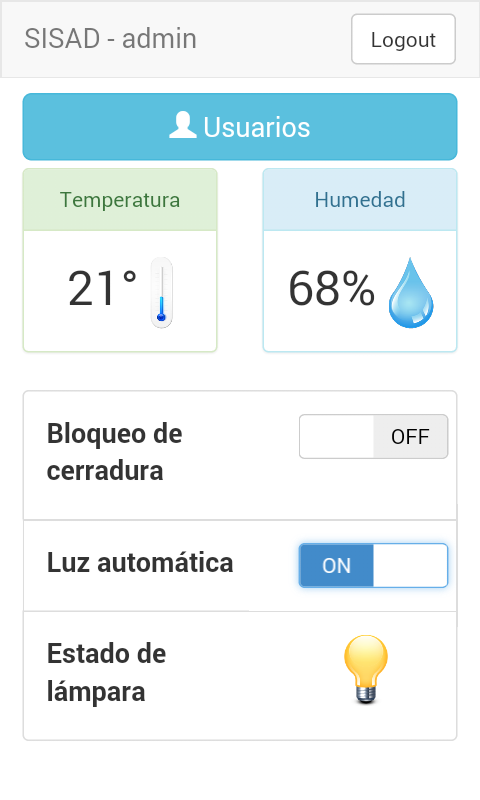 SISAD - admin
Logout
Usuarios
Temperatura
Humedad
21°
68%
Bloqueo de
cerradura
OFF
Luz automática
ON
Estado de
lámpara